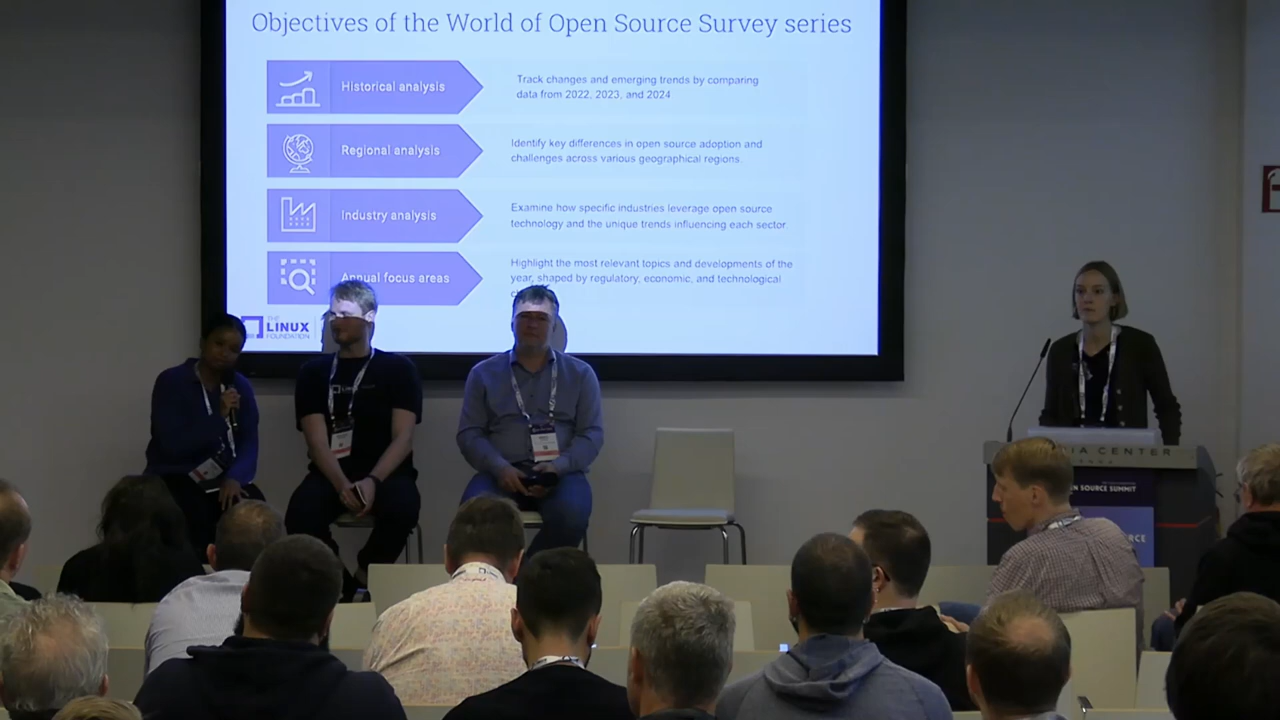 Objectives of the World of Open Source Survey series
Historical analysis
Track changes and emerging trends by comparing
data from 2022, 2023, and 2024
Regional analysis
Identify key differences in open source adoption and
challenges across various geographical regions.
Industry analysis
Examine how specific industries leverage open source
technology and the unique trends influencing each sector.
Annual focus areas
Highlight the most relevant topics and developments of the
year, shaped by regulatory, economic, and technological
THE
LINUX
FOUNDATION
CENTER
SOURCE SUMMIT